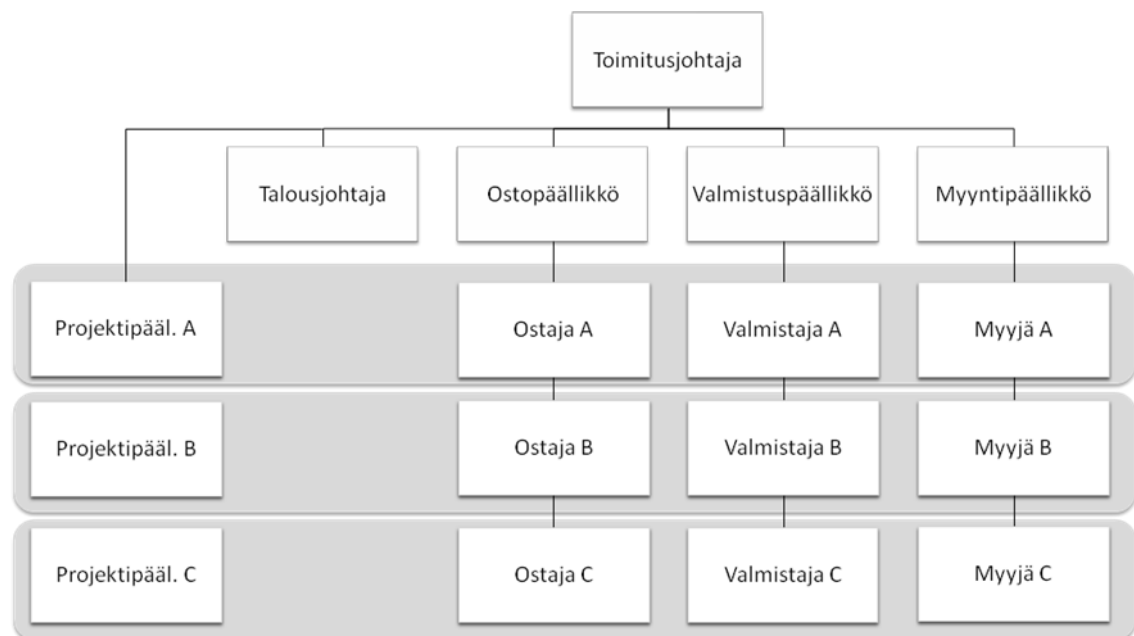 Toimitusjohtaja
Talousjohtaja
Ostopäällikkö
Valmistuspäällikkö
Myyntipäällikkö
Projektipääl. A
Ostaja A
Valmistaja A
Myyjä A
Projektipääl. B
Ostaja B
Valmistaja B
Myyjä B
Projektipääl. C
Ostaja C
Valmistaja C
Myyjä C